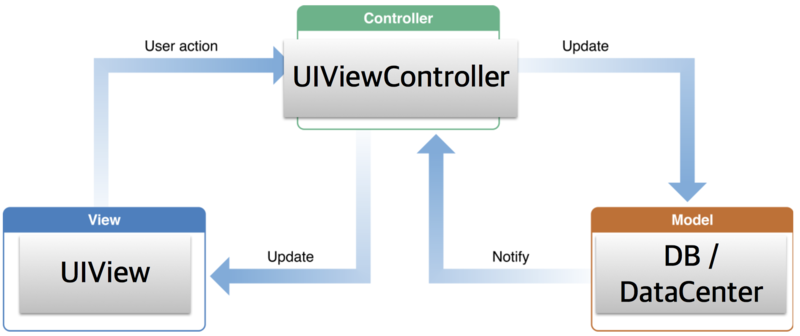 Controller
User action
UIViewController
Update
View
UIView
Update
Notify
Model
DB /
DataCenter